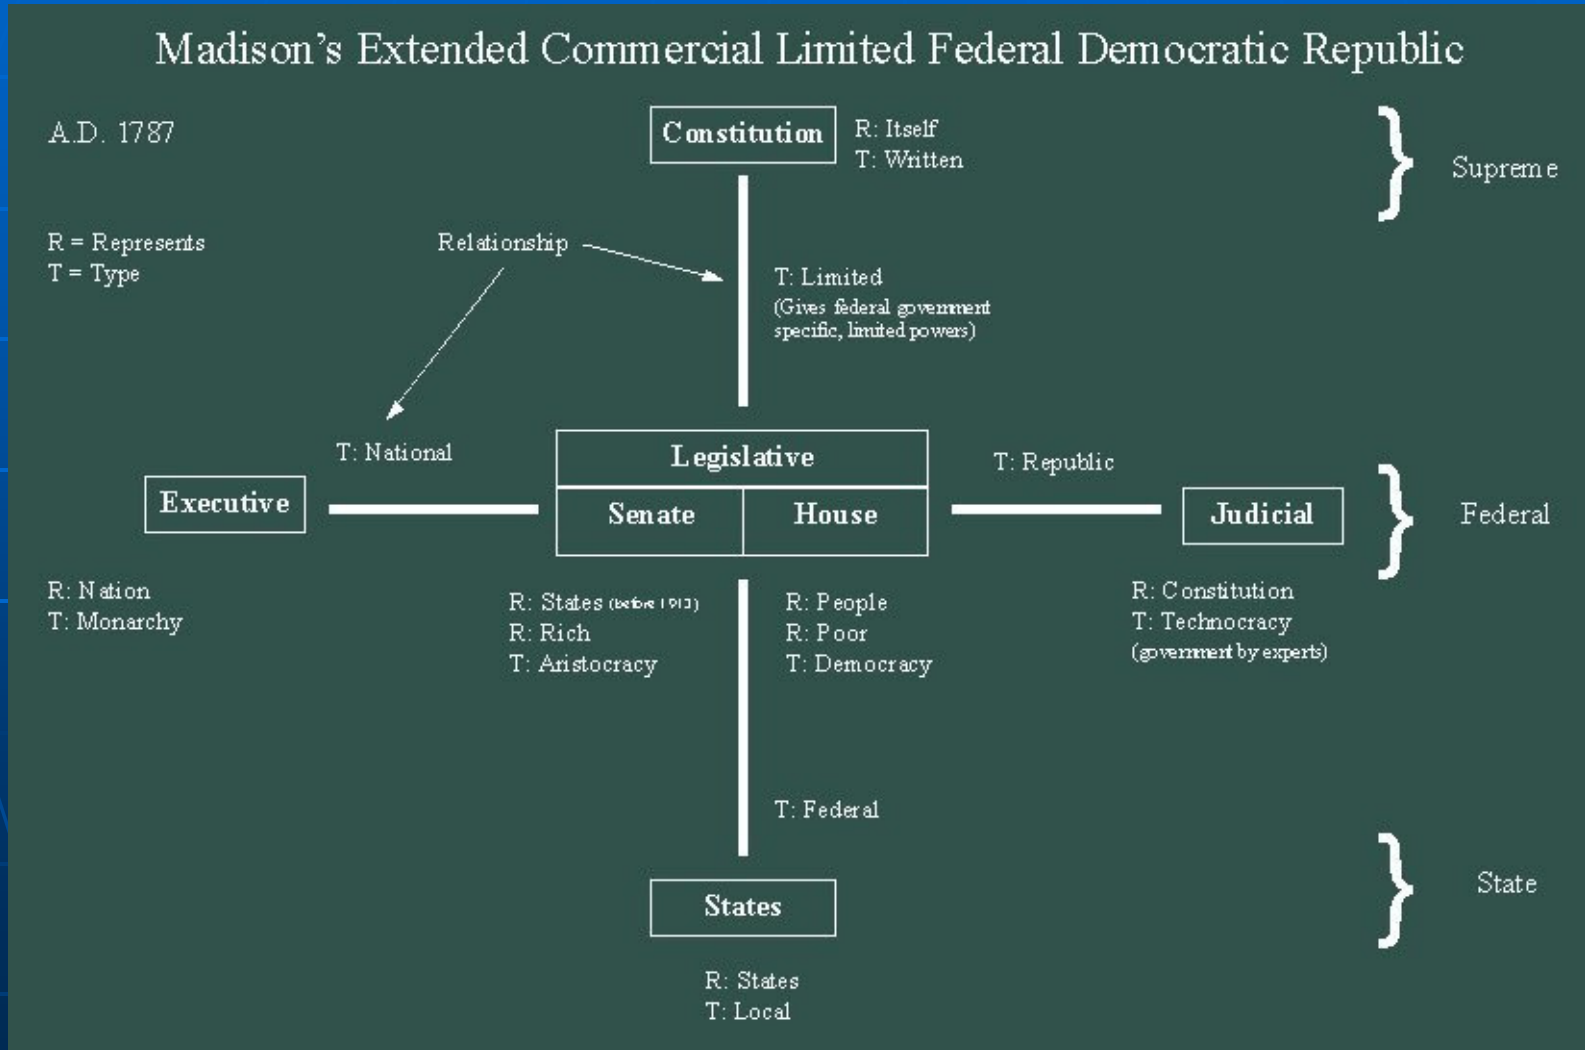 Madison's Extended Commercial Limited Federal Democratic Republic
A.D. 1787
Constitution
R: Itself
T: Written
Supreme
R = Represents
T = Type
Relationship
T: Limited
(Gives federal government
specific, limited powers)
T: National
Legislative
T: Republic
Executive
Senate
House
Judicial
Federal
R: Nation
T: Monarchy
R: States (before 1913)
R: Rich
T: Aristocracy
R: People
R: Poor
T: Democracy
R: Constitution
T: Technocracy
(government by experts)
T: Federal
States
State
R: States
T: Local